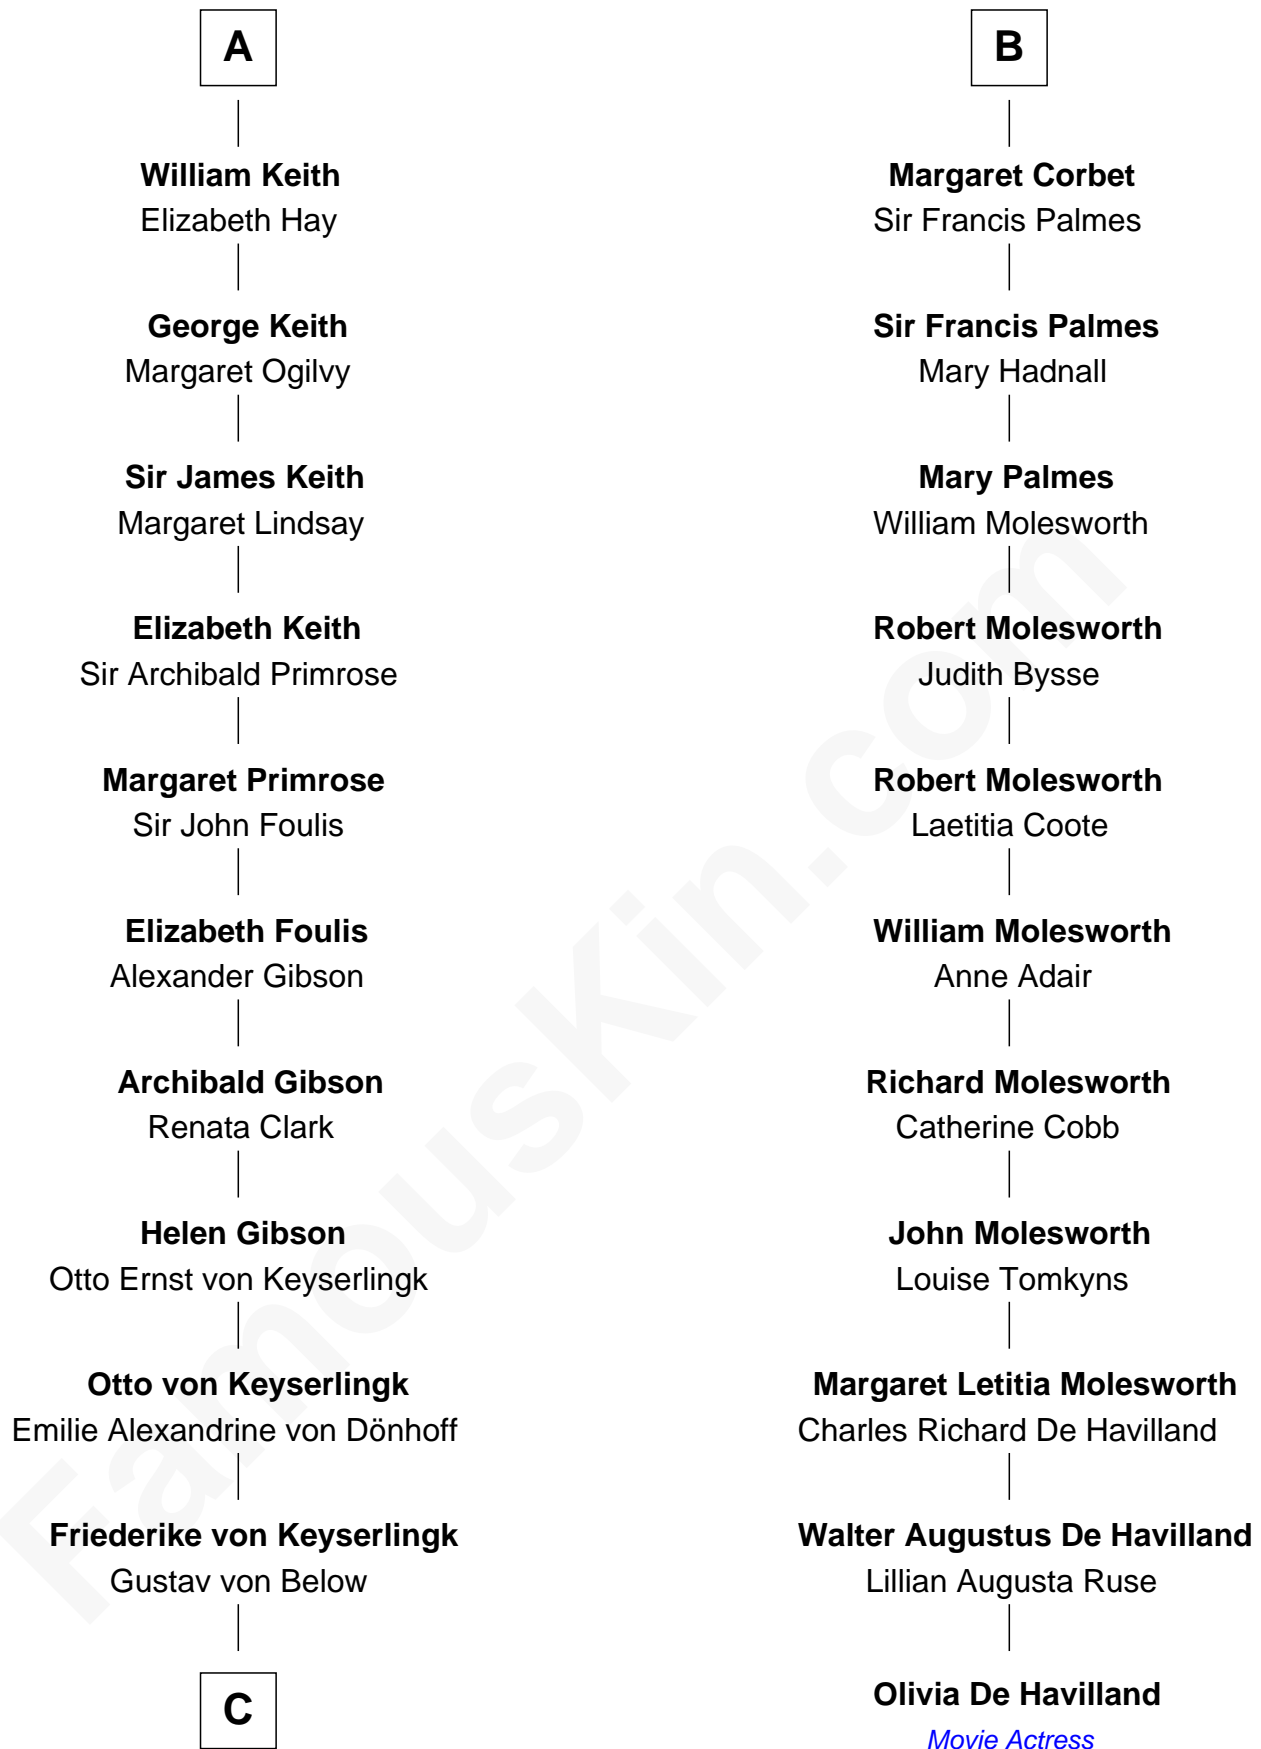 A
William Keith
Elizabeth Hay
George Keith
Margaret Ogilvy
Sir James Keith
Margaret Lindsay
Elizabeth Keith
Sir Archibald Primrose
Margaret Primrose
Sir John Foulis
Elizabeth Foulis
Alexander Gibson
Archibald Gibson
Renata Clark
Helen Gibson
Otto Ernst von Keyserlingk
Otto von Keyserlingk
Emilie Alexandrine von Dönhoff
Friederike von Keyserlingk
Gustav von Below
C
B
Margaret Corbet
Sir Francis Palmes
Sir Francis Palmes
Mary Hadnall
Mary Palmes
William Molesworth
Robert Molesworth
Judith Bysse
Robert Molesworth
Laetitia Coote
William Molesworth
Anne Adair
Richard Molesworth
Catherine Cobb
John Molesworth
Louise Tomkyns
Margaret Letitia Molesworth
Charles Richard De Havilland
Walter Augustus De Havilland
Lillian Augusta Ruse
Olivia De Havilland
Movie Actress
FamousKin.com